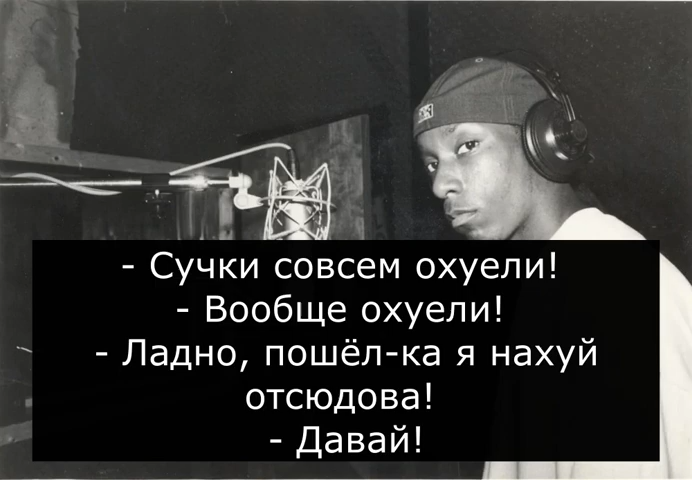 - Сучки совсем охуели!
- Вообще охуели!
- Ладно, пошёл-ка я нахуй
отсюдова!
- Давай!